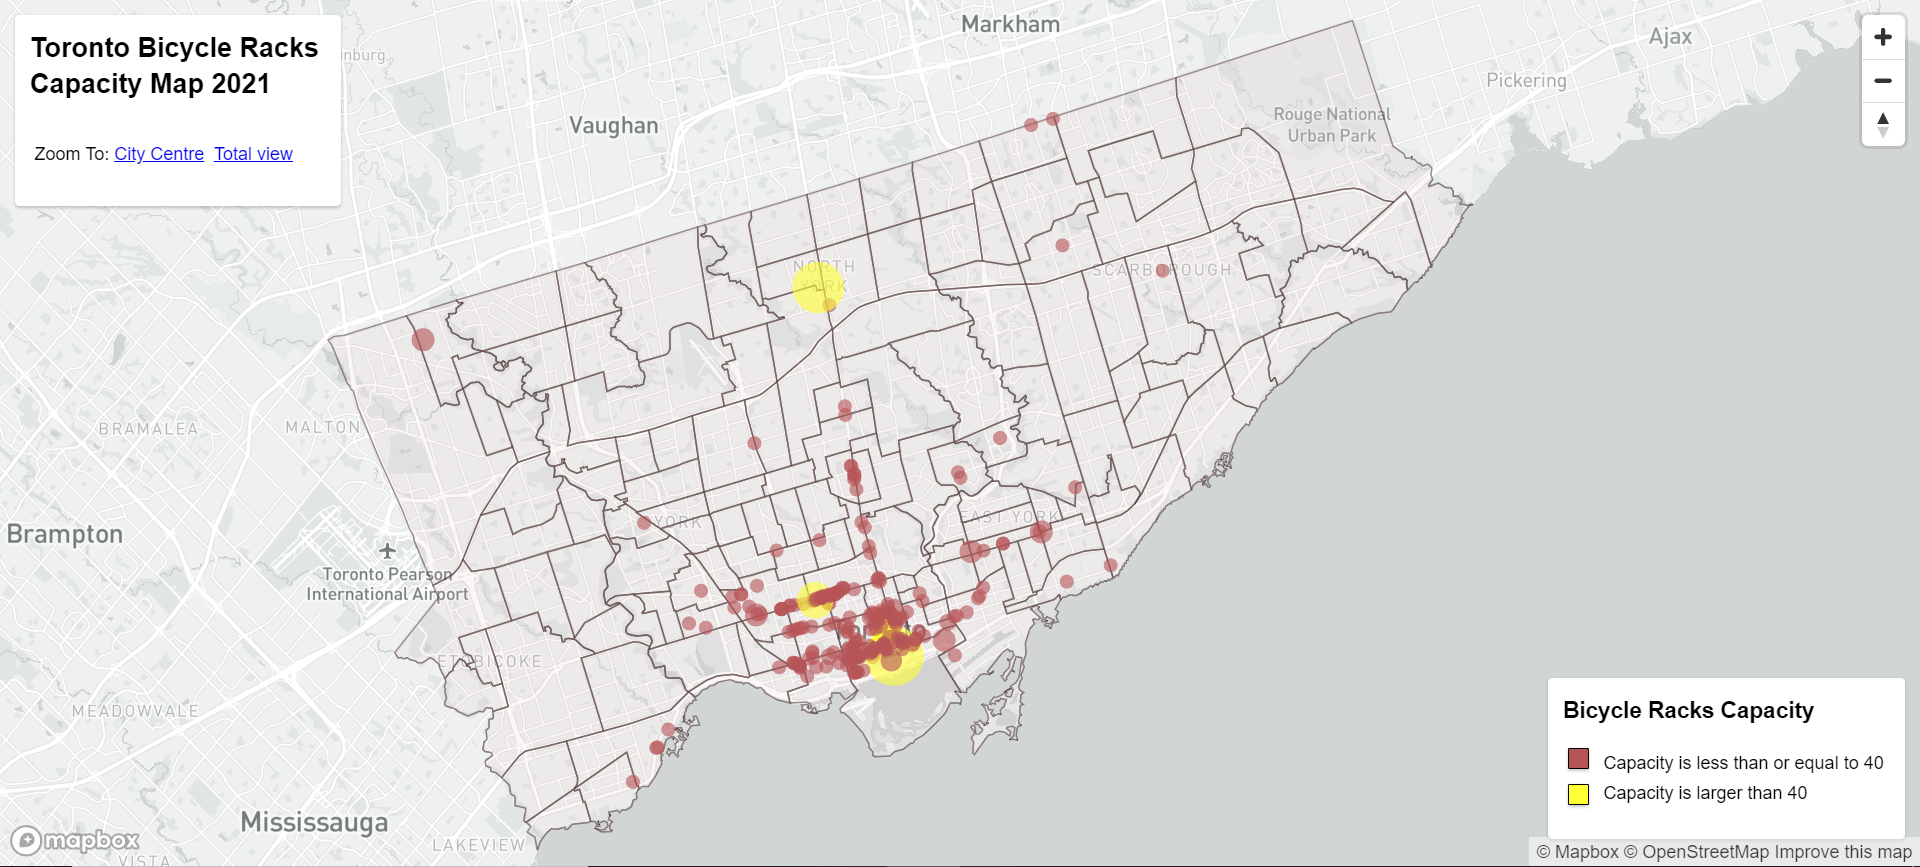 Toronto Bicycle Racks
Capacity Map 2021
Zoom To: City Centre Total view
Markham
Ajax
Pickering
Vaughan
Rouge National
Urban Park
NORTH
YORK
SCARBOROUGH
BRAMALEA
MALTON
Brampton
YORK
EAST YORK
Toronto Pearson
International Airport
ETOBICOKE
MEADOWVALE
Mississauga
LAKEVIEW
VISTA
mapbox
Bicycle Racks Capacity
Capacity is less than or equal to 40
Capacity is larger than 40
© Mapbox © OpenStreetMap Improve this map